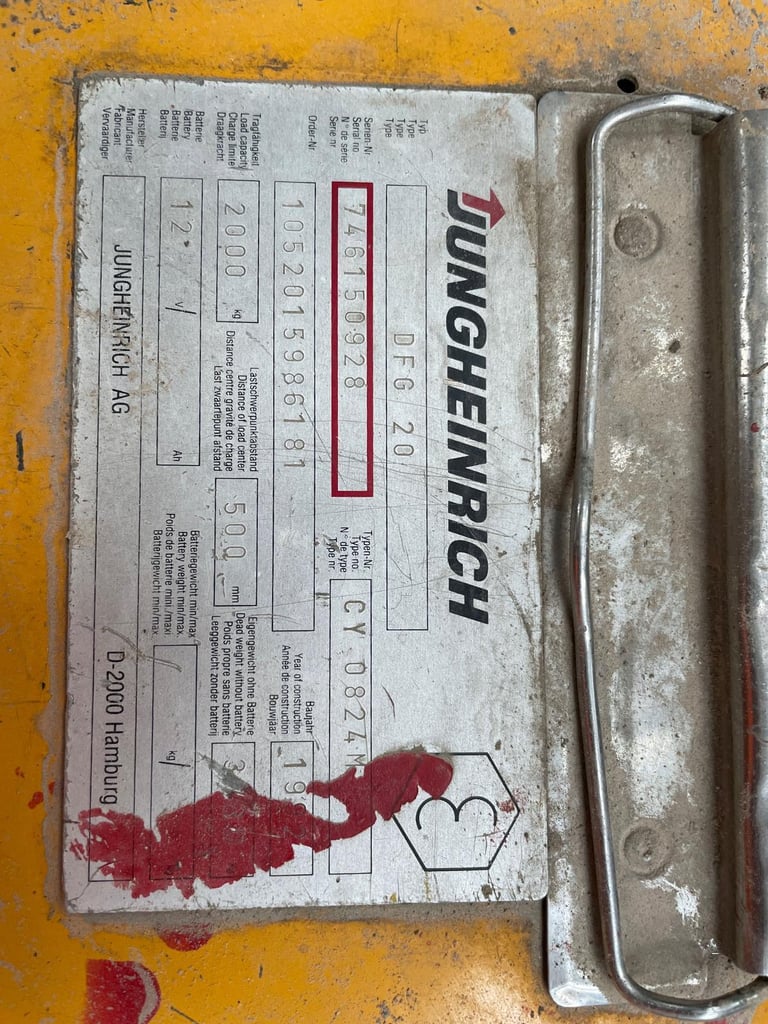 JUNGHEINRICH
3
Typ
Type
Type
Type
DFG 20
Serien-Nr.
Serial no.
N° de série
Serie nr
746150928
Typen-Nr.
Type no.
N° de type
Type nr
CY 0824M
Order-Nr.
1052015986181
Baujahr
Year of construction
Année de construction
Bouwjaar
Tragfähigkeit
Load capacity
Charge limite
Draagkracht
2000 kg
Lastschwerpunktabstand
Distance of load center
Distance centre gravité de charge
Last zwaartepunt afstand
500 mm
Eigengewicht ohne Batterie
Dead weight without battery
Poids propre sans batterie
Leeggewicht zonder batterij
Batterie
Battery
Batterie
Batterij
12 V/ Ah
Batteriegewicht min/max
Battery weight min/max.
Poids de batterie mini./maxi
Batterijgewicht min/max.
kg/
Hersteller
Manufacturer
Fabricant
Vervaardiger
JUNGHEINRICH AG D-2000 Hamburg